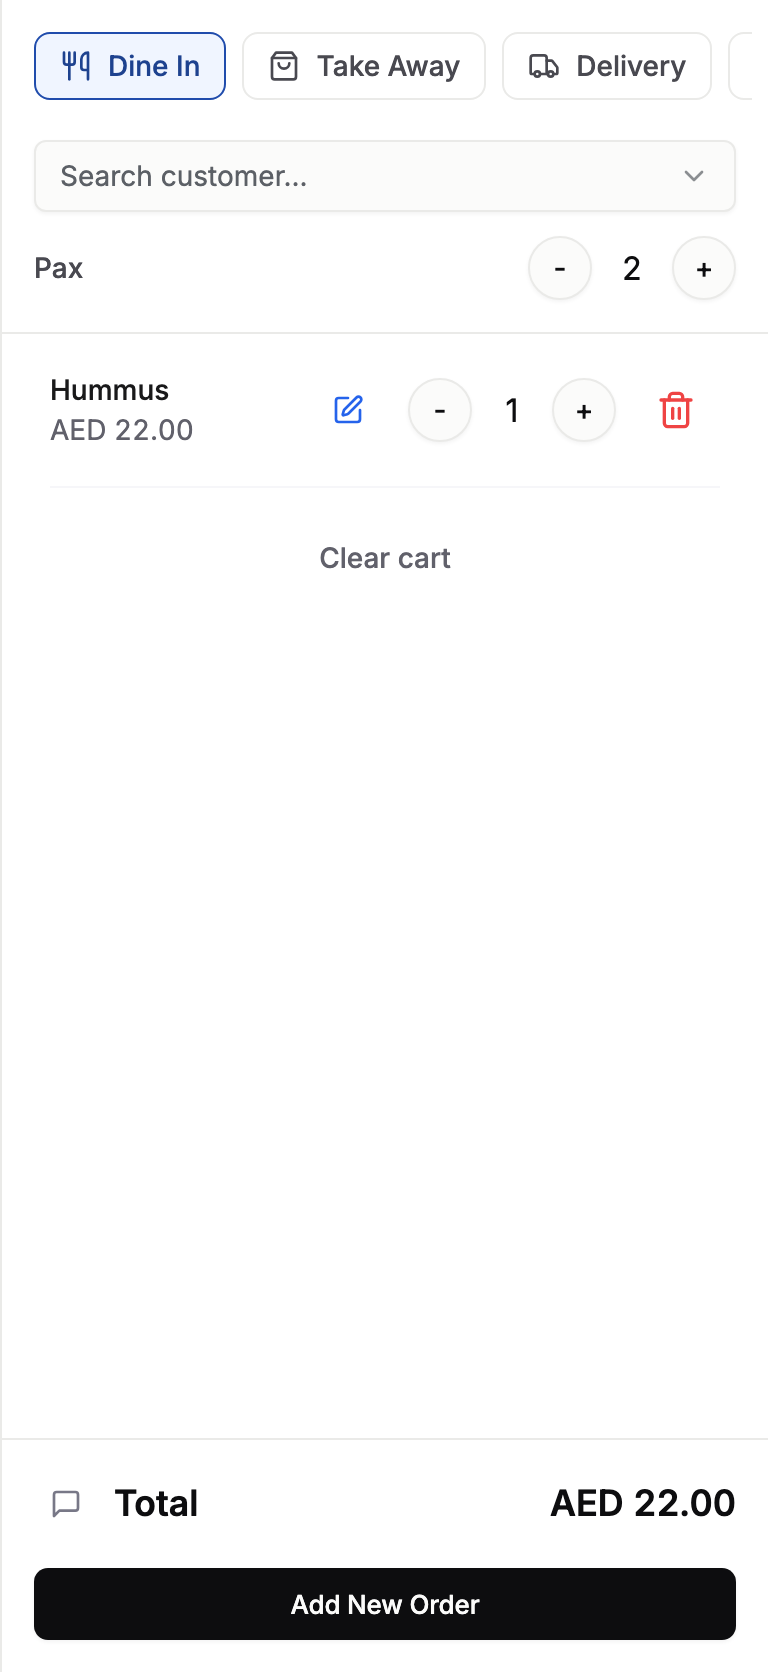 Dine In
Take Away
Delivery
Search customer...
Pax
- 2 +
Hummus
AED 22.00
- 1 +
Clear cart
Total
AED 22.00
Add New Order